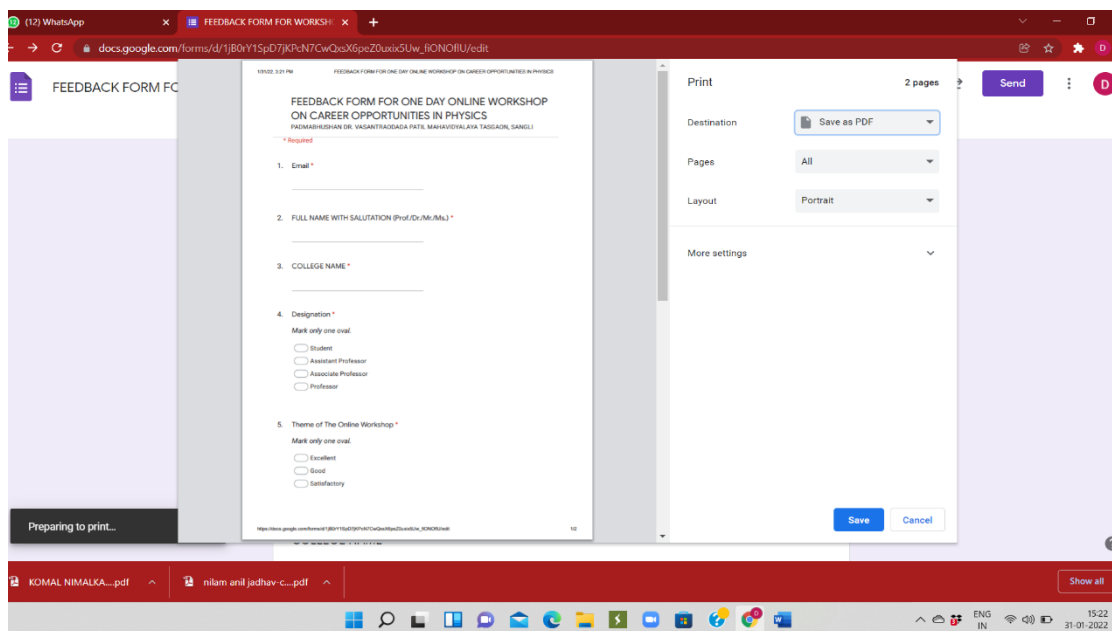 (12) WhatsApp
FEEDBACK FORM FOR WORKSH
docs.google.com/forms/d/1jB0rY1SpD7jKPcN7CwQxsX6peZ0uxix5Uw_fiONOflU/edit
FEEDBACK FORM FO
Send
D
1/31/22, 3:21 PM
FEEDBACK FORM FOR ONE DAY ONLINE WORKSHOP ON CAREER OPPORTUNITIES IN PHYSICS
FEEDBACK FORM FOR ONE DAY ONLINE WORKSHOP
ON CAREER OPPORTUNITIES IN PHYSICS
PADMABHUSHAN DR. VASANTRAODADA PATIL MAHAVIDYALAYA TASGAON, SANGLI
* Required
1. Email *
2. FULL NAME WITH SALUTATION (Prof./Dr./Mr./Ms.) *
3. COLLEGE NAME *
4. Designation *
Mark only one oval.
Student
Assistant Professor
Associate Professor
Professor
5. Theme of The Online Workshop *
Mark only one oval.
Excellent
Good
Satisfactory
1/2
Print
2 pages
Destination
Save as PDF
Pages
All
Layout
Portrait
More settings
Save
Cancel
Preparing to print...
KOMAL NIMALKA....pdf
nilam anil jadhav-c....pdf
Show all
ENG
IN
15:22
31-01-2022